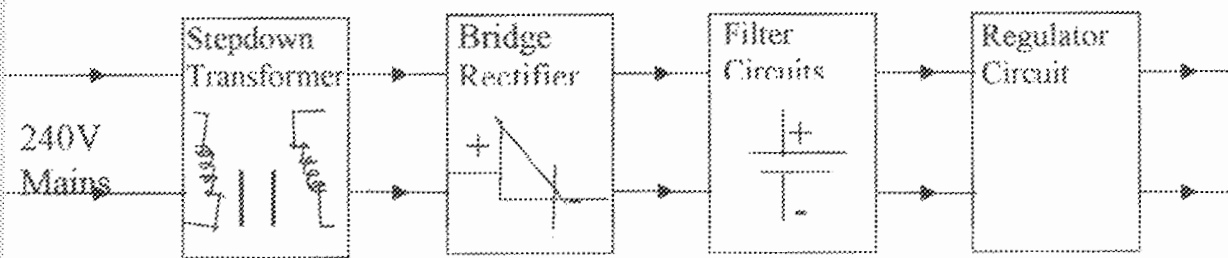 240V
Mains
Stepdown
Transformer
Bridge
Rectifier
+
-
Filter
Circuits
+
-
Regulator
Circuit